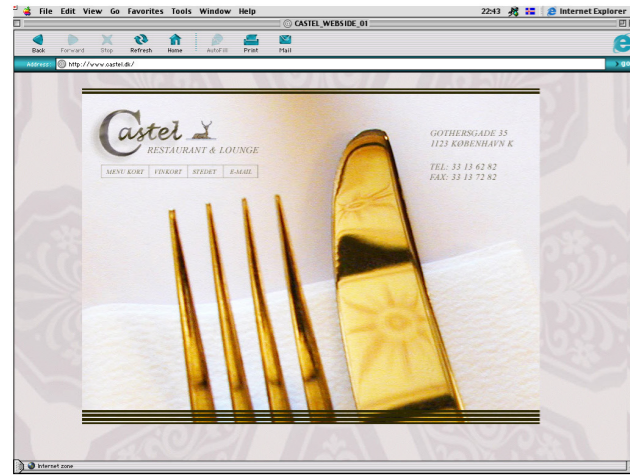 File Edit View Go Favorites Tools Window Help 22:43 Internet Explorer
CASTEL_WEBSIDE_01
Back Forward Stop Refresh Home AutoFill Print Mail
Address: http://www.castel.dk/ go
Castel
RESTAURANT & LOUNGE
MENU KORT VINKORT STEDET E-MAIL
GOTHERSGADE 35
1123 KØBENHAVN K
TEL: 33 13 62 82
FAX: 33 13 72 82
Internet zone